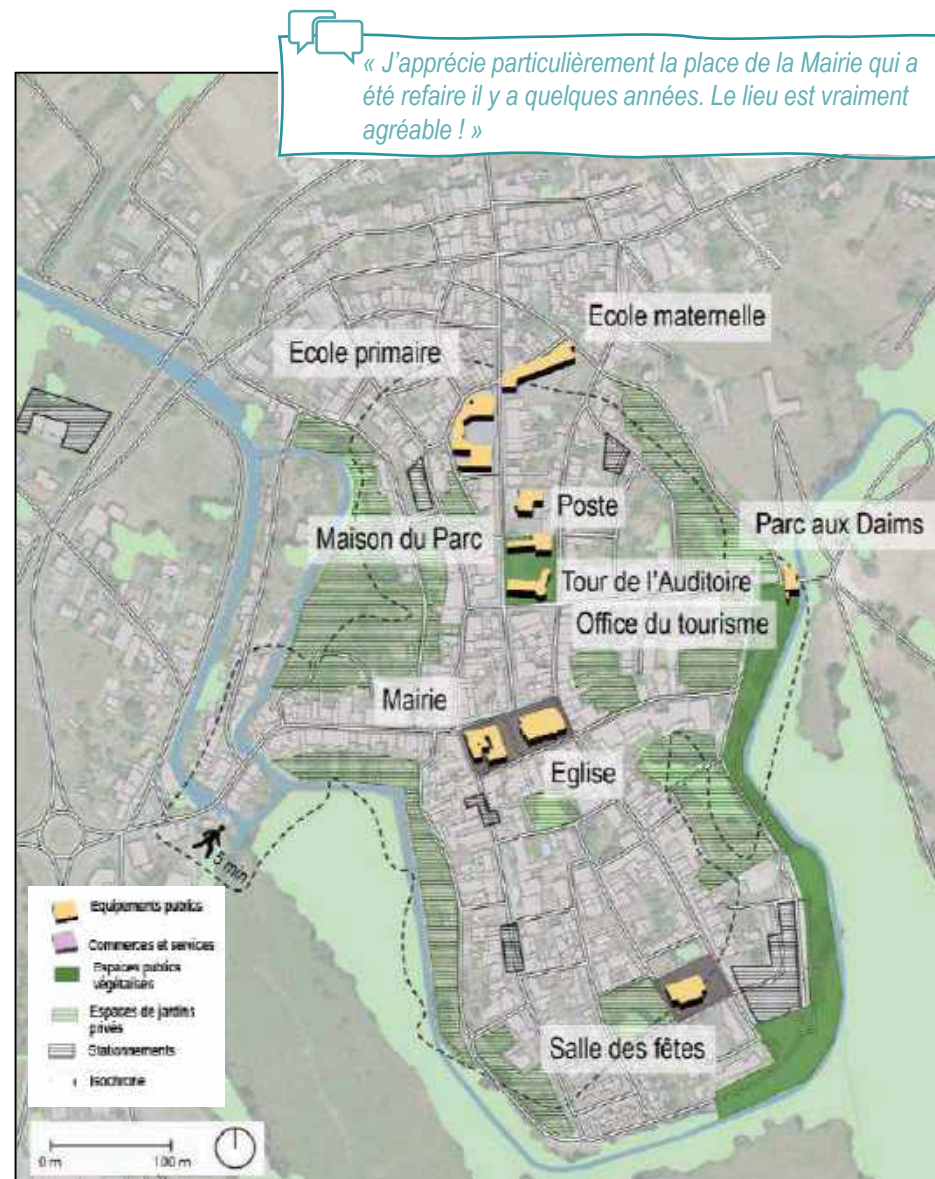 « J'apprécie particulièrement la place de la Mairie qui a
été refaire il y a quelques années. Le lieu est vraiment
agréable ! »
Ecole maternelle
Ecole primaire
Poste
Maison du Parc
Parc aux Daims
Tour de l'Auditoire
Office du tourisme
Mairie
Eglise
5 min
Salle des fêtes
Equipements publics
Commerces et services
Espaces publics
végétalisés
Espaces de jardins
privés
Stationnements
Isochrone
0 m
100 m